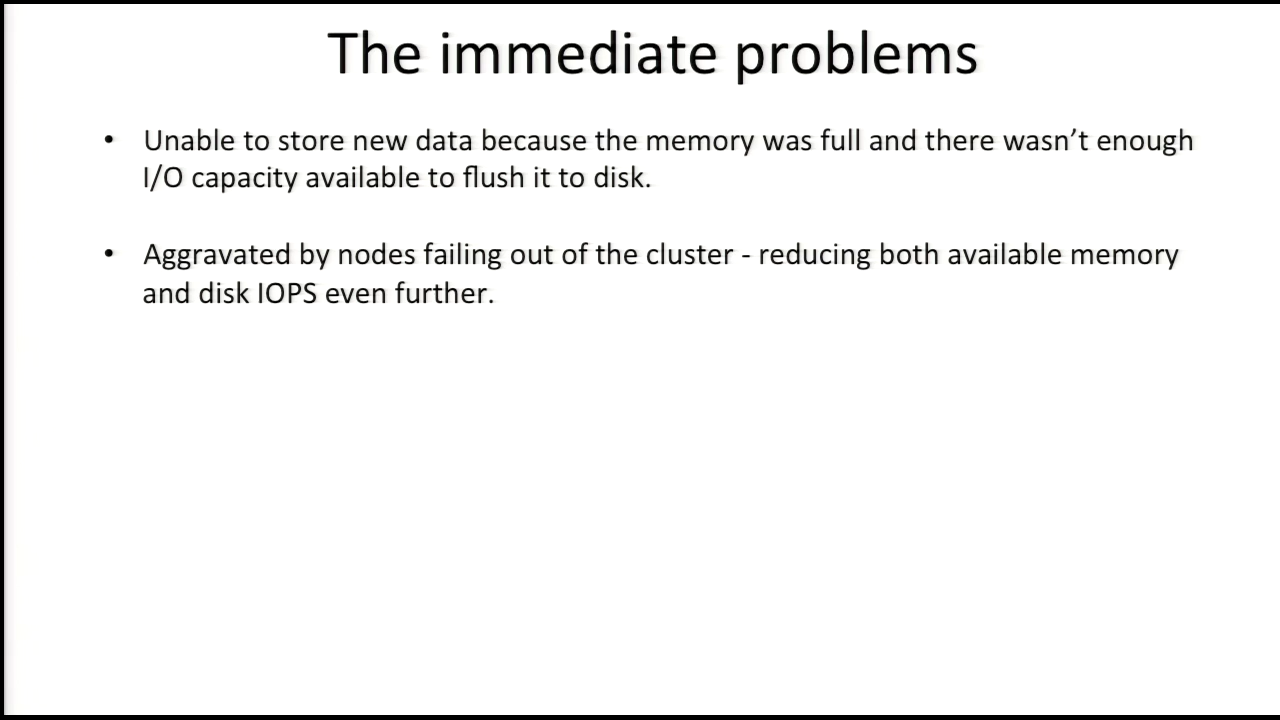 The immediate problems
• Unable to store new data because the memory was full and there wasn’t enough
I/O capacity available to flush it to disk.
• Aggravated by nodes failing out of the cluster - reducing both available memory
and disk IOPS even further.